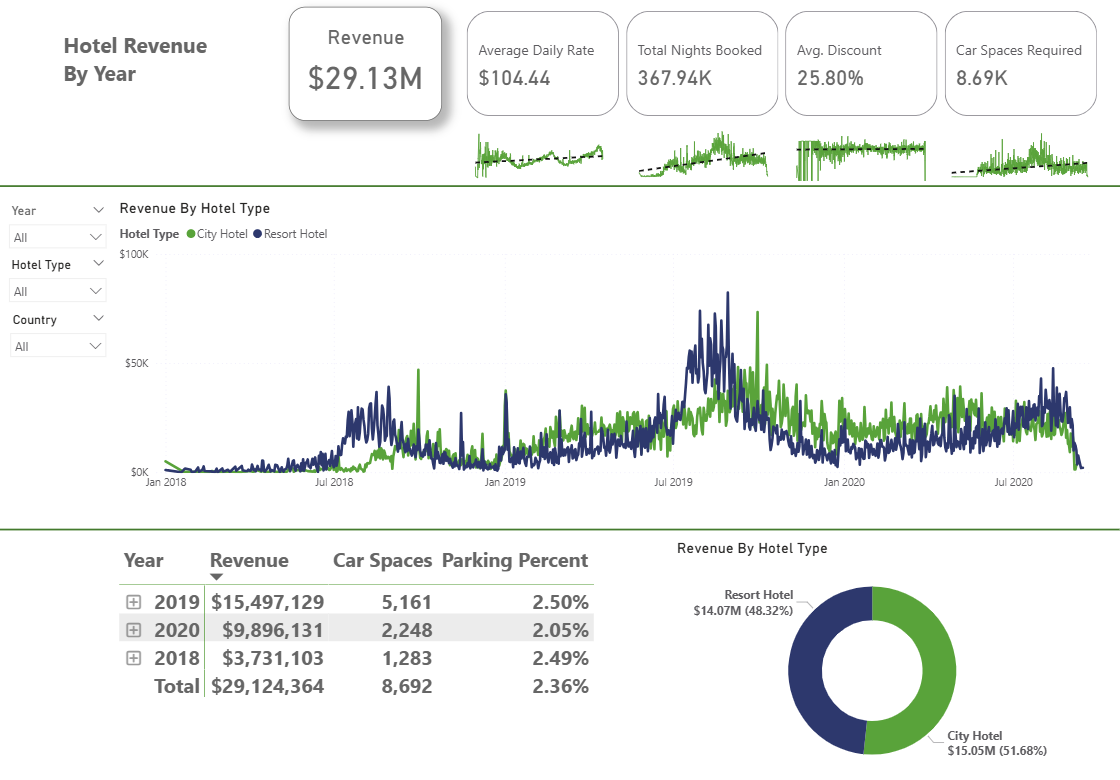 Hotel Revenue
By Year
Revenue
$29.13M
Average Daily Rate
$104.44
Total Nights Booked
367.94K
Avg. Discount
25.80%
Car Spaces Required
8.69K
Year
All
Hotel Type
All
Country
All
Revenue By Hotel Type
Hotel Type City Hotel Resort Hotel
$100K
$50K
$0K
Jan 2018 Jul 2018 Jan 2019 Jul 2019 Jan 2020 Jul 2020
Year Revenue Car Spaces Parking Percent
2019 $15,497,129 5,161 2.50%
2020 $9,896,131 2,248 2.05%
2018 $3,731,103 1,283 2.49%
Total $29,124,364 8,692 2.36%
Revenue By Hotel Type
Resort Hotel
$14.07M (48.32%)
City Hotel
$15.05M (51.68%)